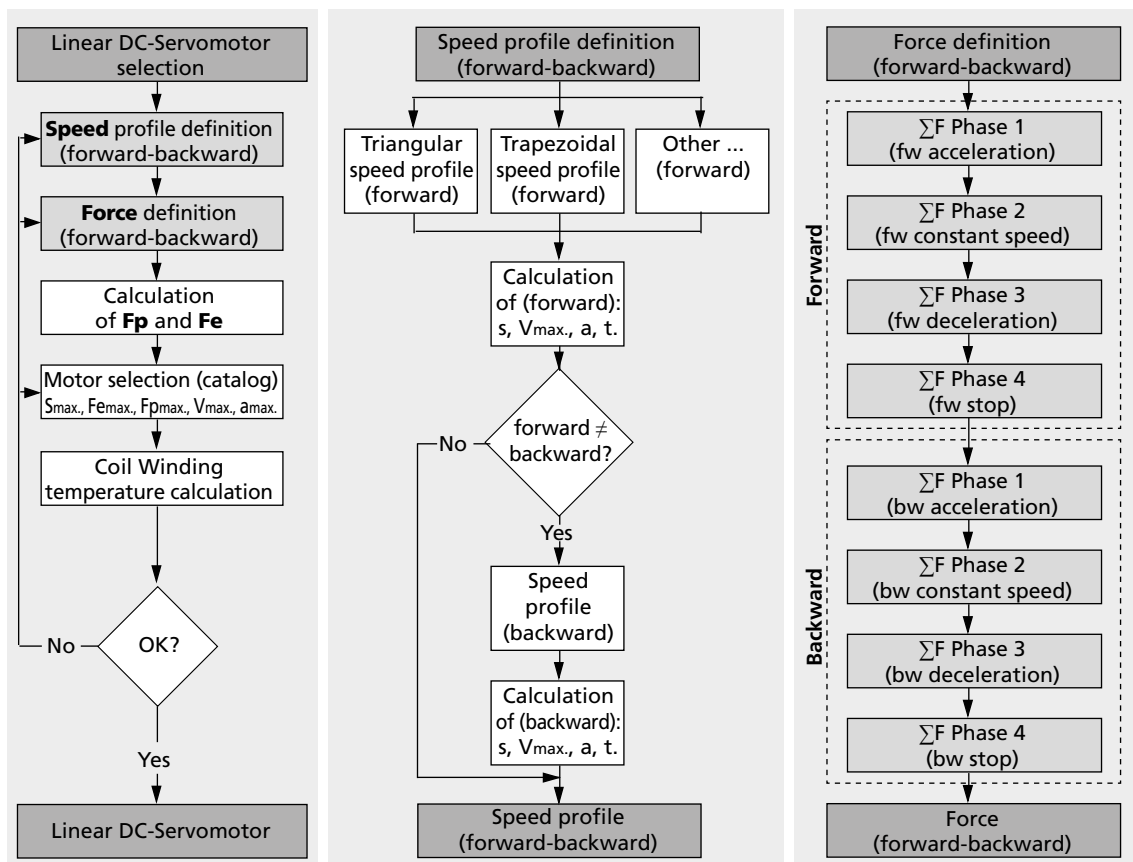 Linear DC-Servomotor
selection
Speed profile definition
(forward-backward)
Force definition
(forward-backward)
Calculation
of Fp and Fe
Motor selection (catalog)
Smax., Femax., Fpmax., Vmax., amax.
Coil Winding
temperature calculation
No
OK?
Yes
Linear DC-Servomotor
Speed profile definition
(forward-backward)
Triangular
speed profile
(forward)
Trapezoidal
speed profile
(forward)
Other ...
(forward)
Calculation
of (forward):
s, Vmax., a, t.
No
forward ≠
backward?
Yes
Speed
profile
(backward)
Calculation
of (backward):
s, Vmax., a, t.
Speed profile
(forward-backward)
Force definition
(forward-backward)
Forward
∑F Phase 1
(fw acceleration)
∑F Phase 2
(fw constant speed)
∑F Phase 3
(fw deceleration)
∑F Phase 4
(fw stop)
Backward
∑F Phase 1
(bw acceleration)
∑F Phase 2
(bw constant speed)
∑F Phase 3
(bw deceleration)
∑F Phase 4
(bw stop)
Force
(forward-backward)